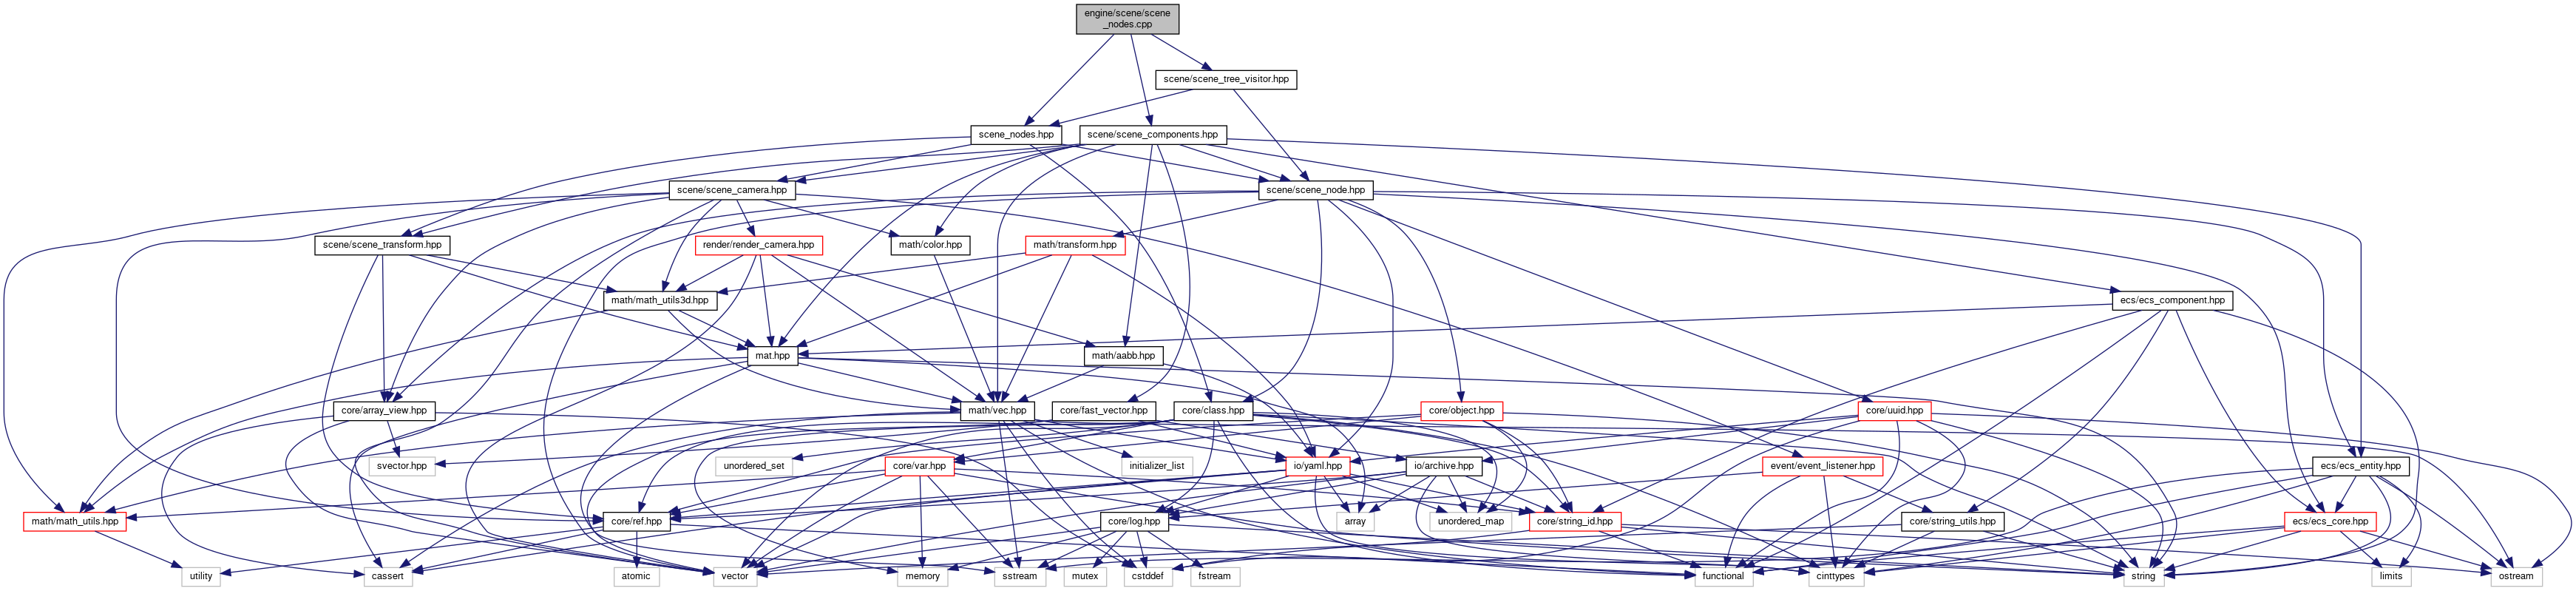 engine/scene/scene
_nodes.cpp
scene/scene_tree_visitor.hpp
scene_nodes.hpp
scene/scene_components.hpp
scene/scene_camera.hpp
scene/scene_node.hpp
scene/scene_transform.hpp
render/render_camera.hpp
math/color.hpp
math/transform.hpp
math/math_utils3d.hpp
ecs/ecs_component.hpp
mat.hpp
math/aabb.hpp
core/array_view.hpp
math/vec.hpp
core/fast_vector.hpp
core/class.hpp
core/object.hpp
core/uuid.hpp
svector.hpp
unordered_set
core/var.hpp
initializer_list
io/yaml.hpp
io/archive.hpp
event/event_listener.hpp
ecs/ecs_entity.hpp
math/math_utils.hpp
core/ref.hpp
core/log.hpp
array
unordered_map
core/string_id.hpp
core/string_utils.hpp
ecs/ecs_core.hpp
utility
cassert
atomic
vector
memory
sstream
mutex
cstddef
fstream
functional
cinttypes
string
limits
ostream